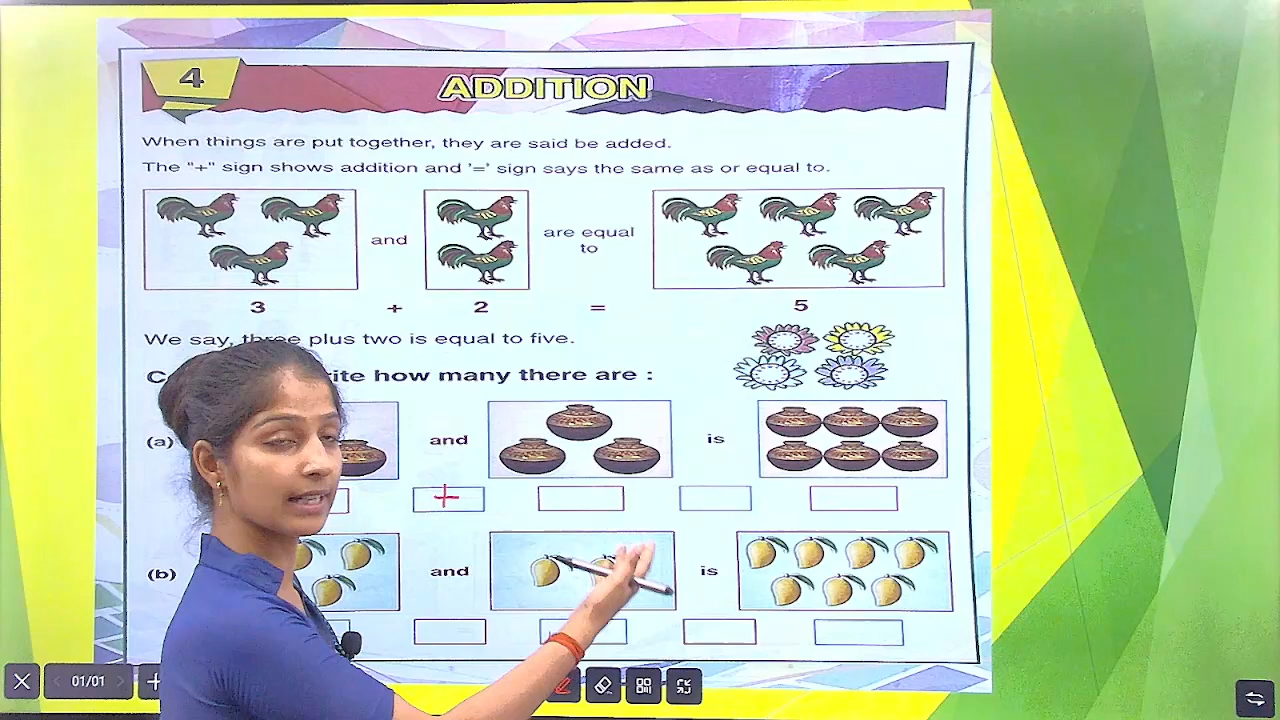 4
ADDITION
When things are put together, they are said be added.
The "+" sign shows addition and '=' sign says the same as or equal to.
and
are equal
to
3 + 2 = 5
We say, three plus two is equal to five.
how many there are :
(a) and is
+
(b) and is
01/01